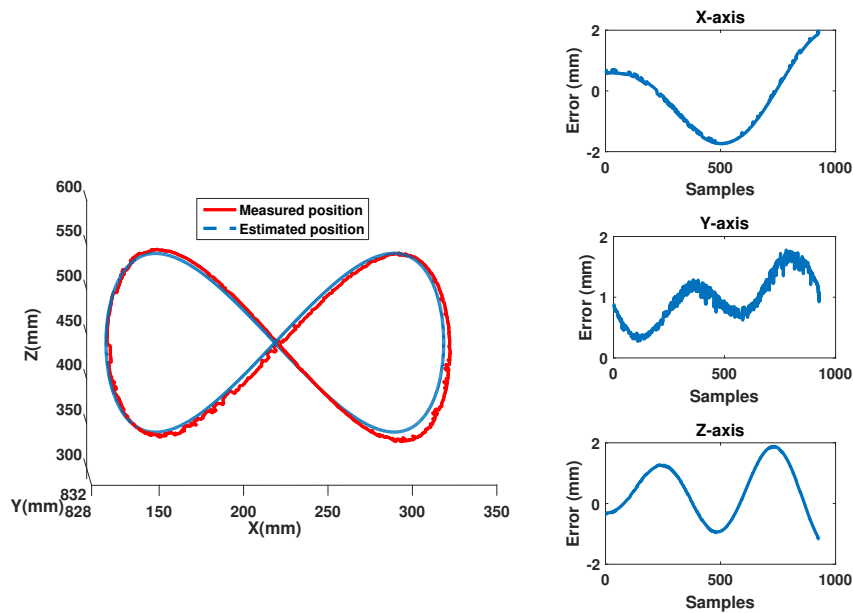 600
550
500
450
400
350
300
Z(mm)
Measured position
Estimated position
Y(mm)
832
828
150
200
250
300
350
X(mm)
X-axis
2
0
-2
Error (mm)
0
500
1000
Samples
Y-axis
2
1
0
Error (mm)
0
500
1000
Samples
Z-axis
2
0
-2
Error (mm)
0
500
1000
Samples